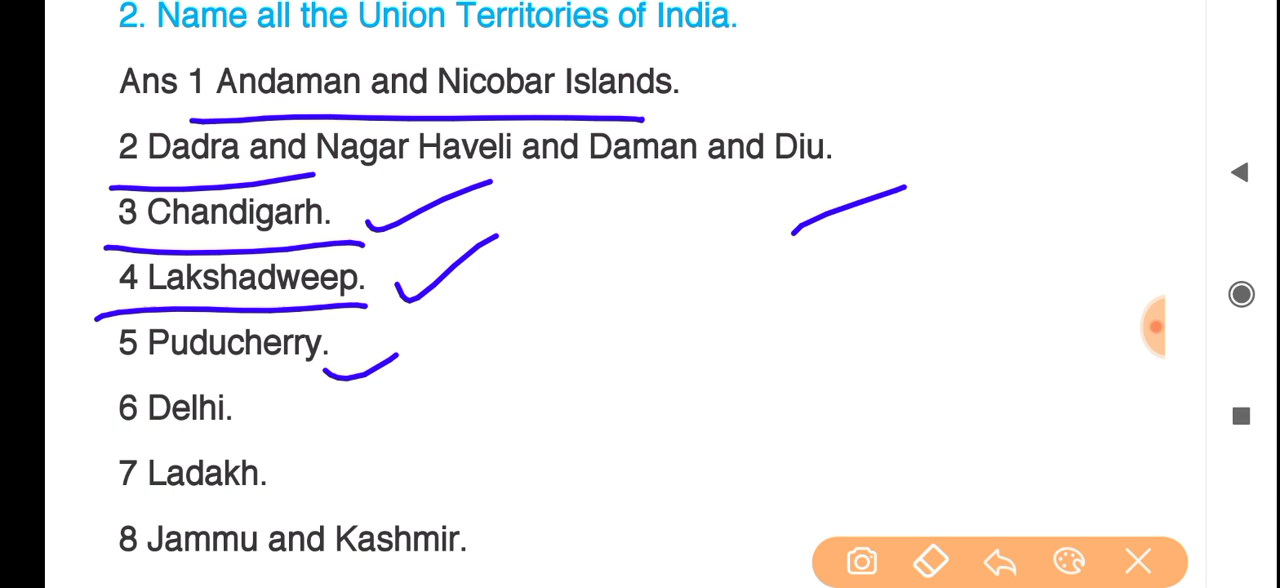 2. Name all the Union Territories of India.
Ans 1 Andaman and Nicobar Islands.
2 Dadra and Nagar Haveli and Daman and Diu.
3 Chandigarh.
4 Lakshadweep.
5 Puducherry.
6 Delhi.
7 Ladakh.
8 Jammu and Kashmir.